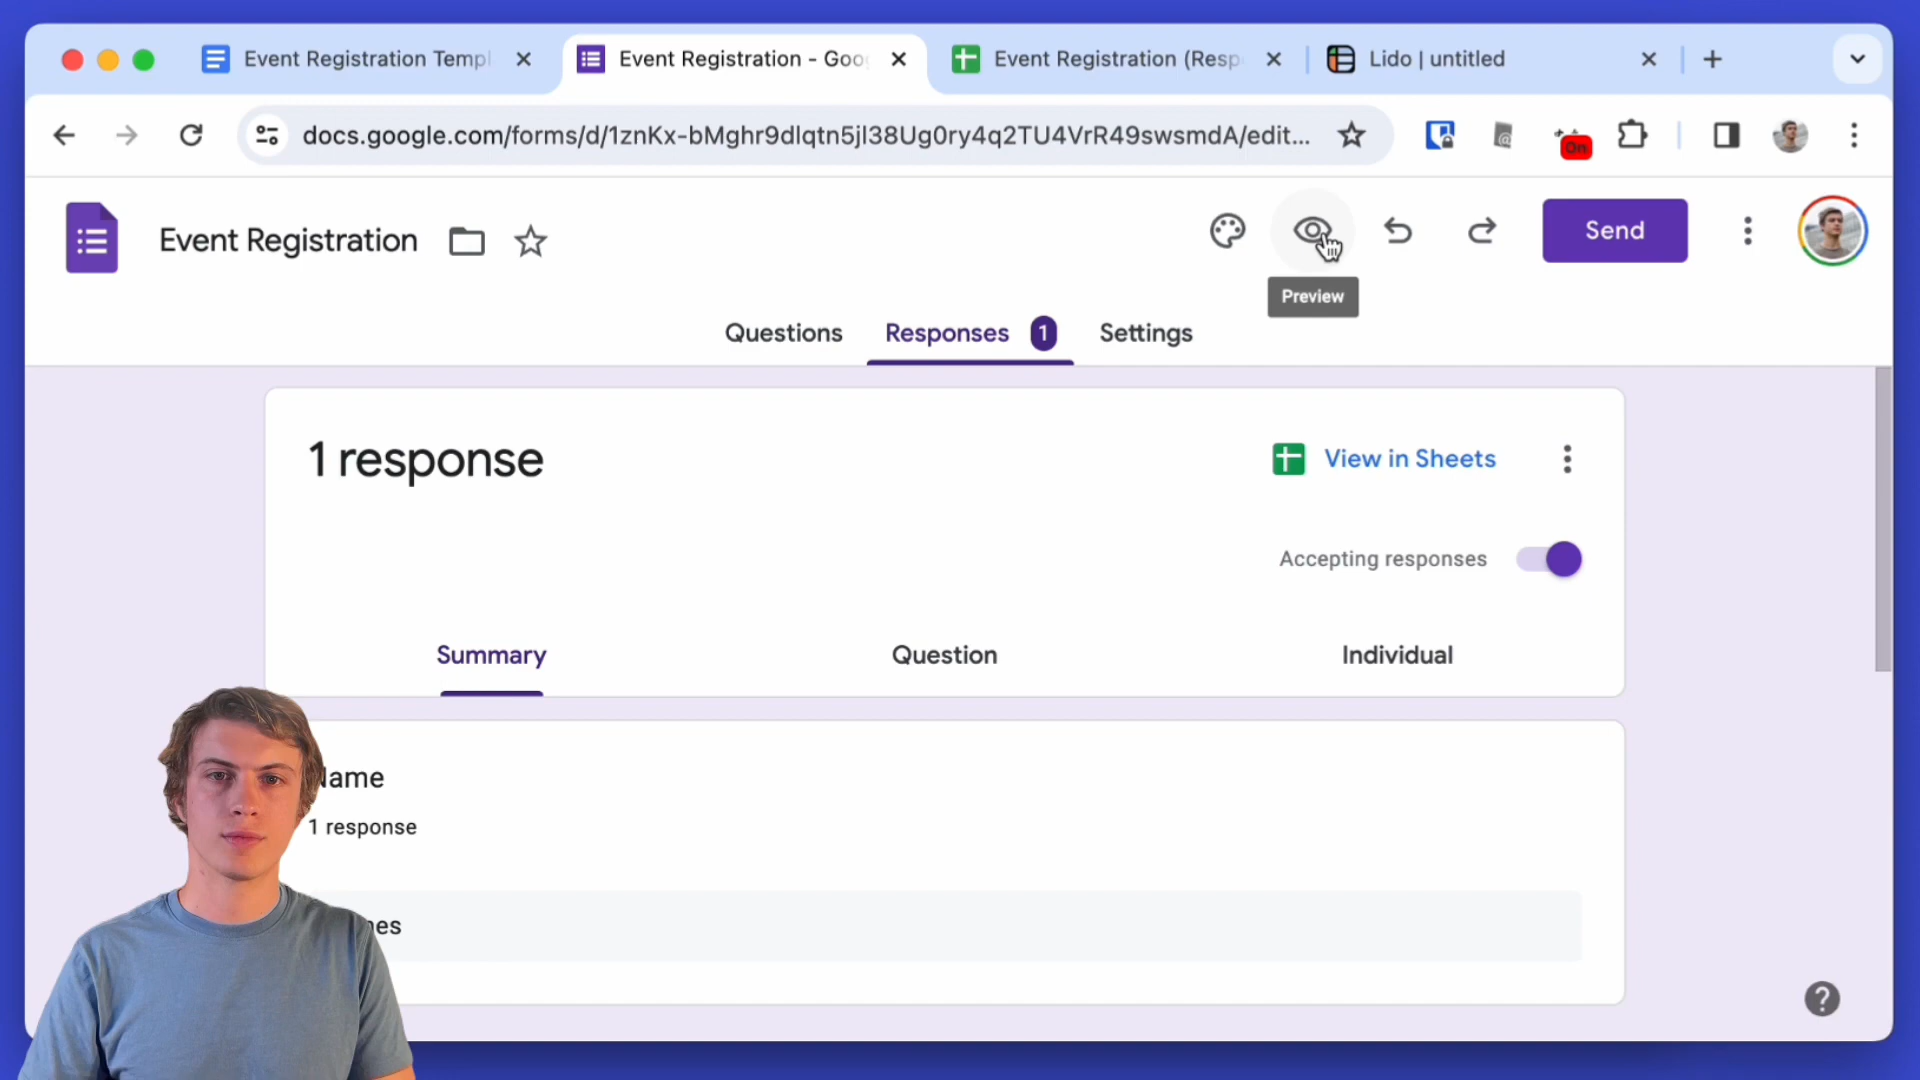 Event Registration Templ
Event Registration - Goo
Event Registration (Resp
Lido | untitled
docs.google.com/forms/d/1znKx-bMghr9dlqtn5jl38Ug0ry4q2TU4VrR49swsmdA/edit...
On
Event Registration
Send
Preview
Questions
Responses 1
Settings
1 response
View in Sheets
Accepting responses
Summary
Question
Individual
Name
1 response